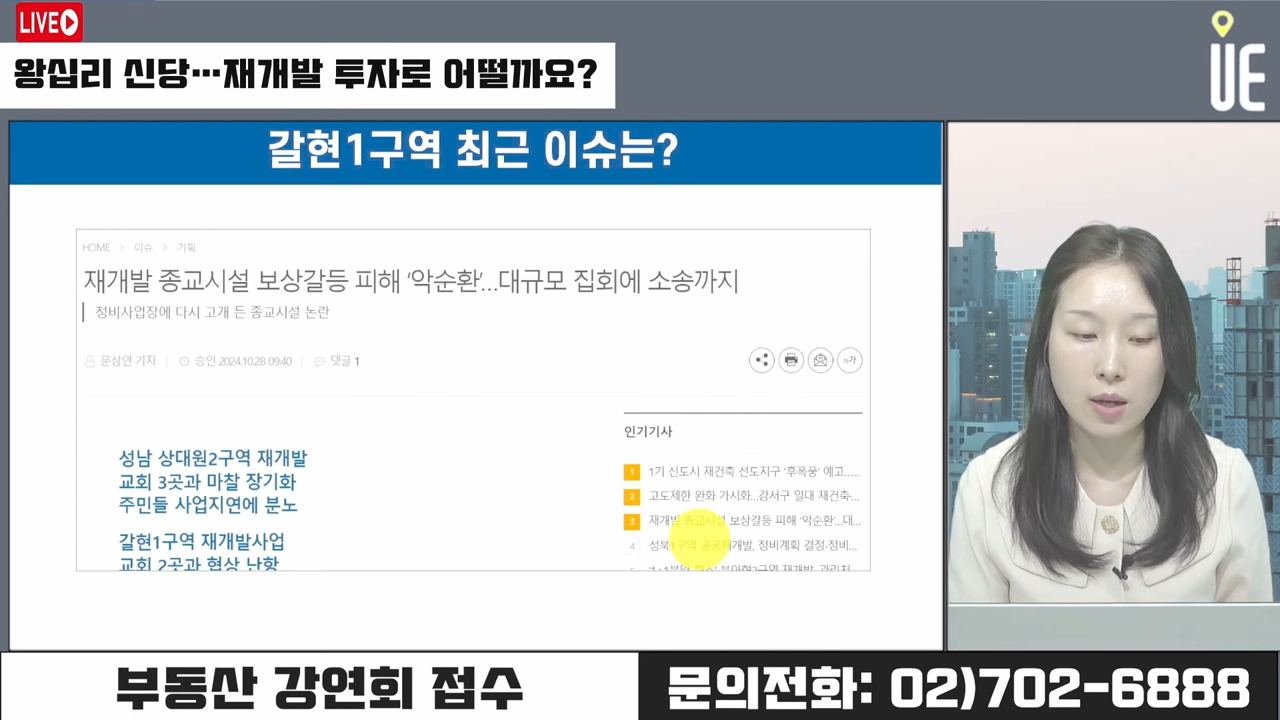 LIVE
왕십리 신당…재개발 투자로 어떨까요?
UE
갈현1구역 최근 이슈는?
HOME > 이슈 > 기획
재개발 종교시설 보상갈등 피해 ‘악순환’…대규모 집회에 소송까지
정비사업장에 다시 고개 든 종교시설 논란
문상연 기자 | 승인 2024.10.28 09:40 | 댓글 1
가가
성남 상대원2구역 재개발
교회 3곳과 마찰 장기화
주민들 사업지연에 분노
갈현1구역 재개발사업
교회 2곳과 협상 난항
인기기사
1 1기 신도시 재건축 선도지구 ‘후폭풍’ 예고......
2 고도제한 완화 가시화…강서구 일대 재건축·...
3 재개발 종교시설 보상갈등 피해 ‘악순환’…대...
4 성북1구역 공공재개발, 정비계획 결정·정비...
부동산 강연회 접수
문의전화: 02)702-6888